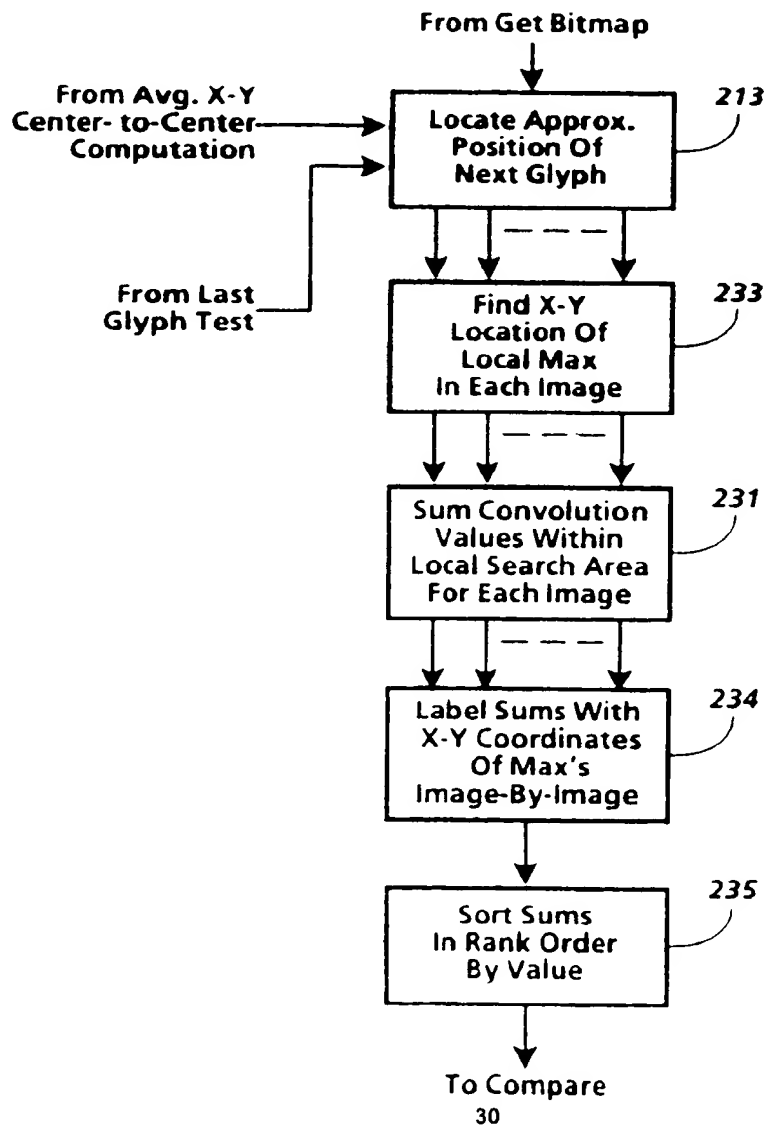 From Get Bitmap
From Avg. X-Y
Center-to-Center
Computation
213
Locate Approx.
Position Of
Next Glyph
From Last
Glyph Test
233
Find X-Y
Location Of
Local Max
In Each Image
231
Sum Convolution
Values Within
Local Search Area
For Each Image
234
Label Sums With
X-Y Coordinates
Of Max's
Image-By-Image
235
Sort Sums
In Rank Order
By Value
To Compare
30